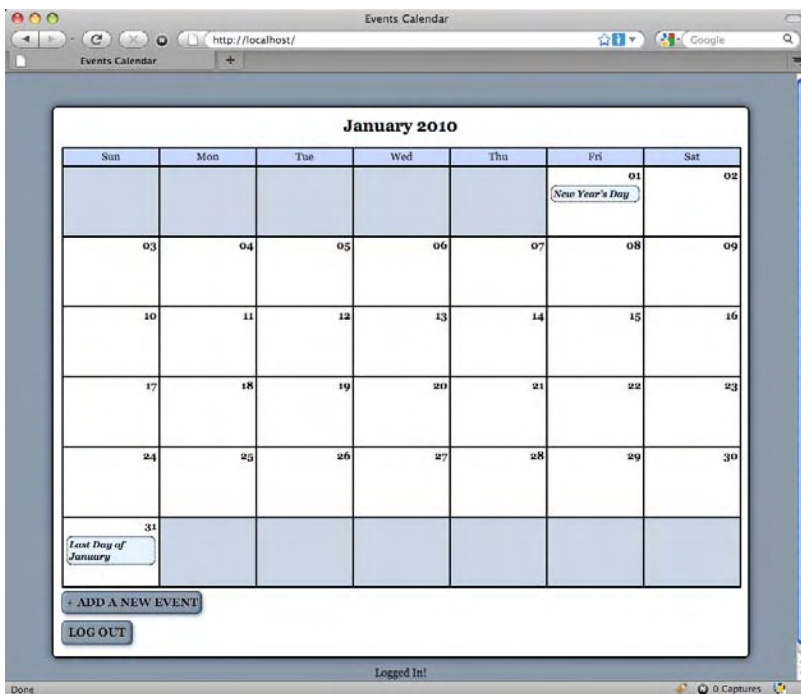 Events Calendar
http://localhost/
Google
Events Calendar
+
January 2010
Sun Mon Tue Wed Thu Fri Sat
01 02
New Year's Day
03 04 05 06 07 08 09
10 11 12 13 14 15 16
17 18 19 20 21 22 23
24 25 26 27 28 29 30
31
Last Day of
January
+ ADD A NEW EVENT
LOG OUT
Logged In!
Done
0 Captures